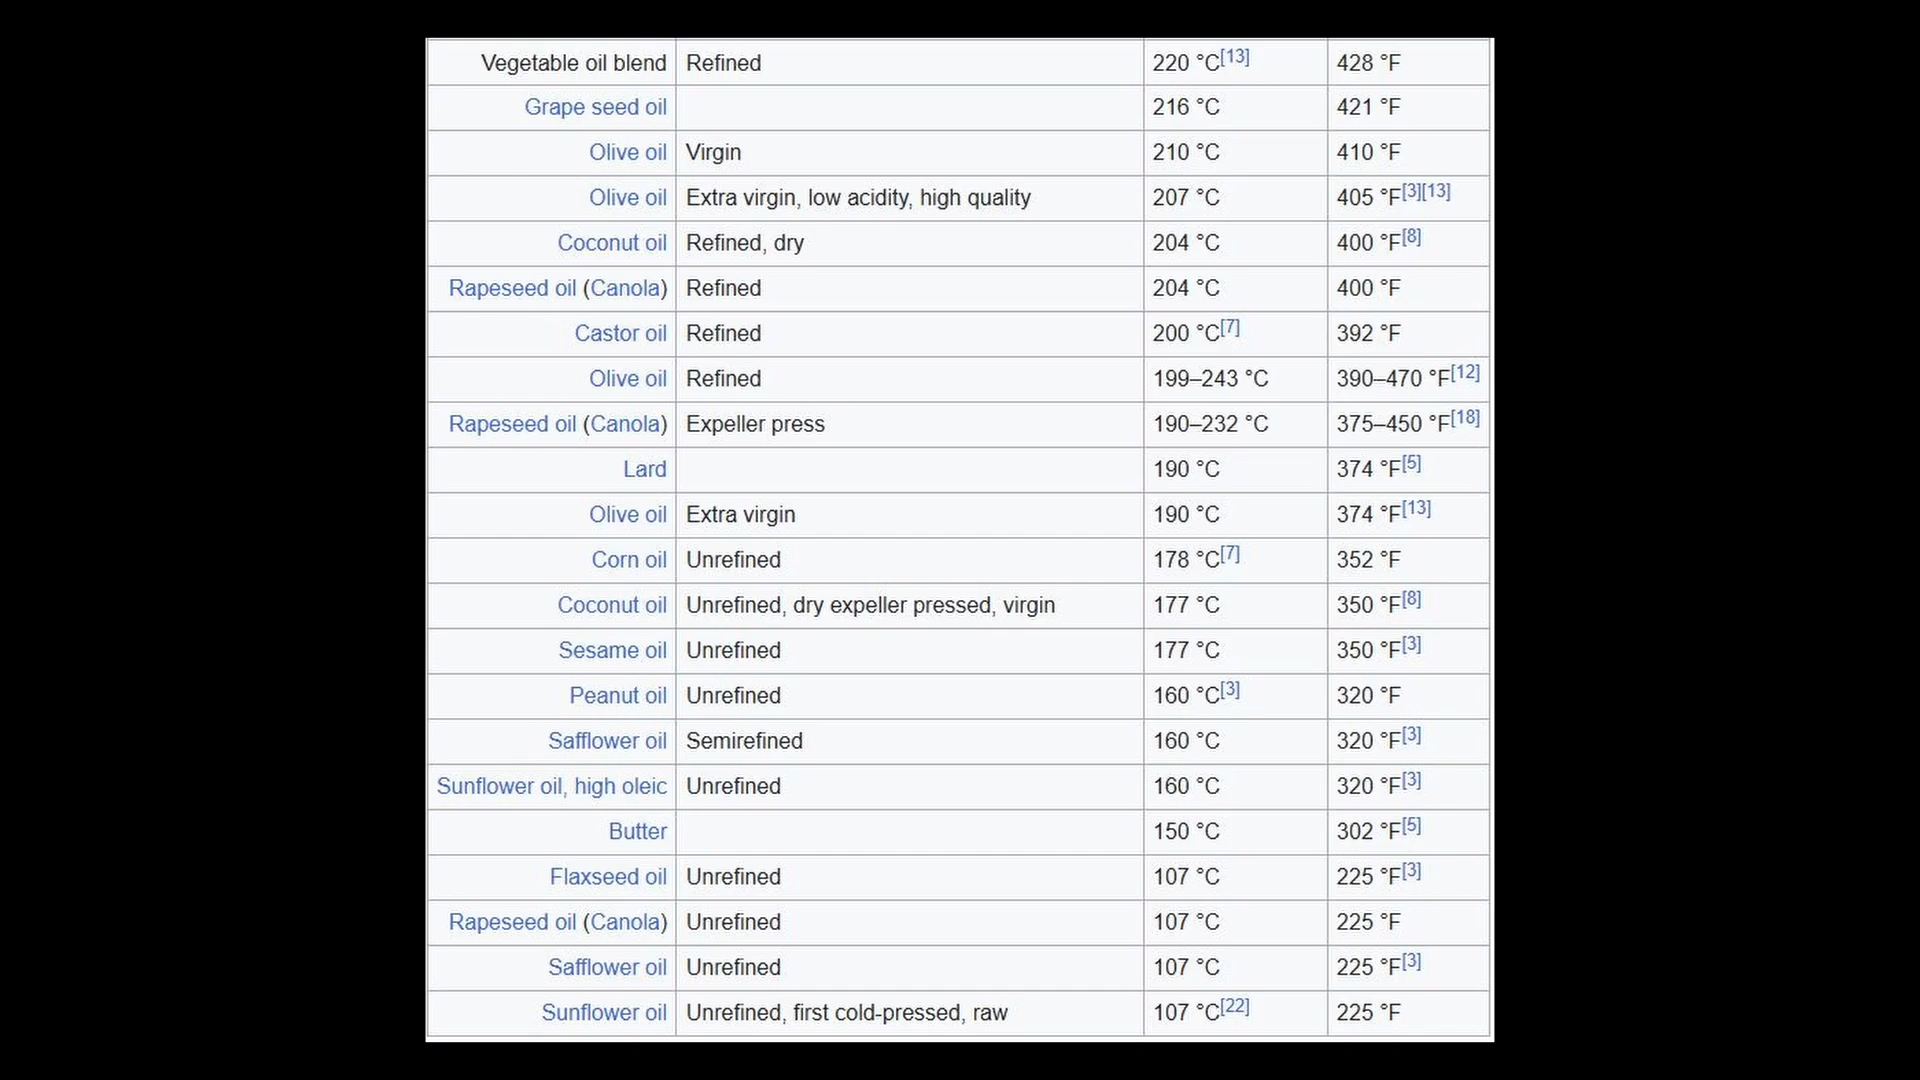 Vegetable oil blend Refined 220 °C[13] 428 °F
Grape seed oil 216 °C 421 °F
Olive oil Virgin 210 °C 410 °F
Olive oil Extra virgin, low acidity, high quality 207 °C 405 °F[3][13]
Coconut oil Refined, dry 204 °C 400 °F[8]
Rapeseed oil (Canola) Refined 204 °C 400 °F
Castor oil Refined 200 °C[7] 392 °F
Olive oil Refined 199–243 °C 390–470 °F[12]
Rapeseed oil (Canola) Expeller press 190–232 °C 375–450 °F[18]
Lard 190 °C 374 °F[5]
Olive oil Extra virgin 190 °C 374 °F[13]
Corn oil Unrefined 178 °C[7] 352 °F
Coconut oil Unrefined, dry expeller pressed, virgin 177 °C 350 °F[8]
Sesame oil Unrefined 177 °C 350 °F[3]
Peanut oil Unrefined 160 °C[3] 320 °F
Safflower oil Semirefined 160 °C 320 °F[3]
Sunflower oil, high oleic Unrefined 160 °C 320 °F[3]
Butter 150 °C 302 °F[5]
Flaxseed oil Unrefined 107 °C 225 °F[3]
Rapeseed oil (Canola) Unrefined 107 °C 225 °F
Safflower oil Unrefined 107 °C 225 °F[3]
Sunflower oil Unrefined, first cold-pressed, raw 107 °C[22] 225 °F